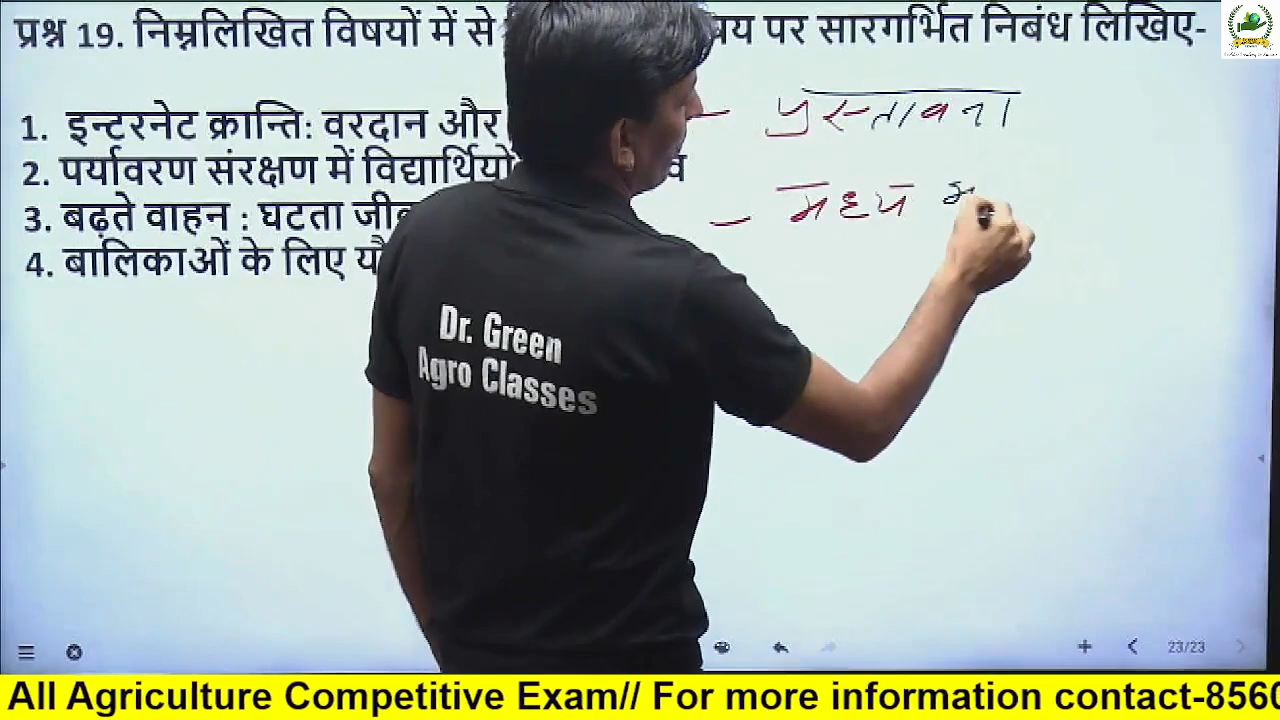 प्रश्न 19. निम्नलिखित विषयों में से पर सारगर्भित निबंध लिखिए-
1. इन्टरनेट क्रान्ति: वरदान और
- प्रस्तावना
2. पर्यावरण संरक्षण में
3. बढ़ते वाहन : घटता
- मध्य
4. बालिकाओं के लिए
Dr. Green
Agro Classes
23/23
All Agriculture Competitive Exam// For more information contact-8560